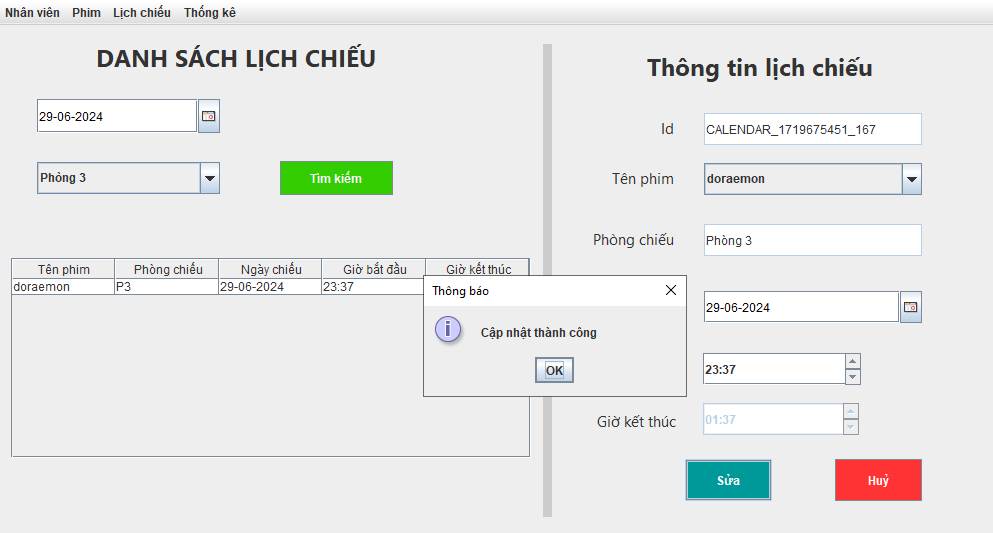 Nhân viên Phim Lịch chiếu Thống kê
DANH SÁCH LỊCH CHIẾU
29-06-2024
Phòng 3
Tìm kiếm
Tên phim Phòng chiếu Ngày chiếu Giờ bắt đầu Giờ kết thúc
doraemon P3 29-06-2024 23:37
Thông báo
Cập nhật thành công
OK
Thông tin lịch chiếu
Id CALENDAR_1719675451_167
Tên phim doraemon
Phòng chiếu Phòng 3
29-06-2024
23:37
Giờ kết thúc 01:37
Sửa Huỷ